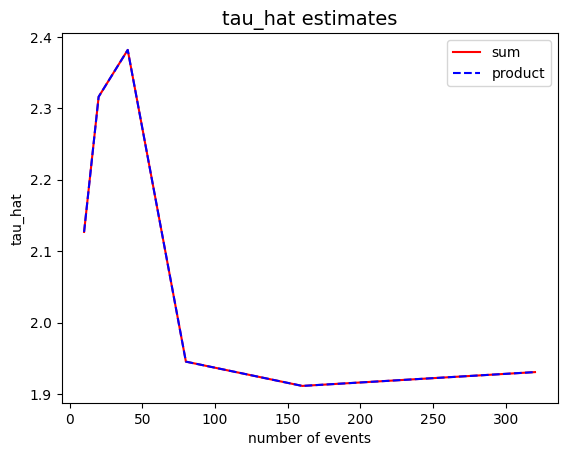 tau_hat estimates
sum
product
2.4
2.3
2.2
2.1
2.0
1.9
tau_hat
0
50
100
150
200
250
300
number of events